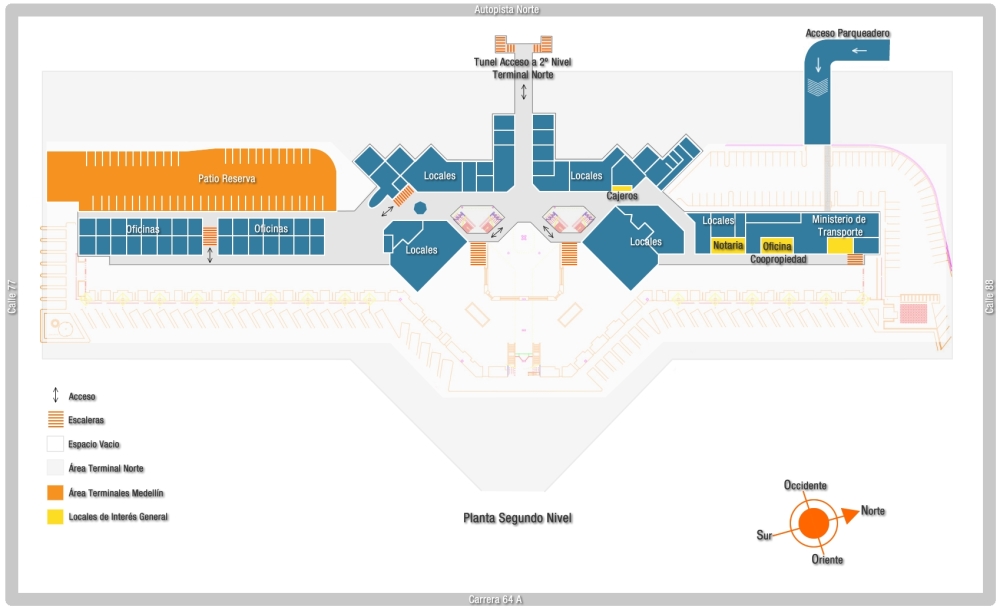 Autopista Norte
Acceso Parqueadero
Tunel Acceso a 2º Nivel
Terminal Norte
Patio Reserva
Locales
Locales
Cajeros
Oficinas
Oficinas
Locales
Locales
Locales
Ministerio de
Transporte
Notaria
Oficina
Coopropiedad
Calle 77
Calle 88
Acceso
Escaleras
Espacio Vacio
Área Terminal Norte
Área Terminales Medellín
Locales de Interés General
Planta Segundo Nivel
Occidente
Norte
Sur
Oriente
Carrera 64 A